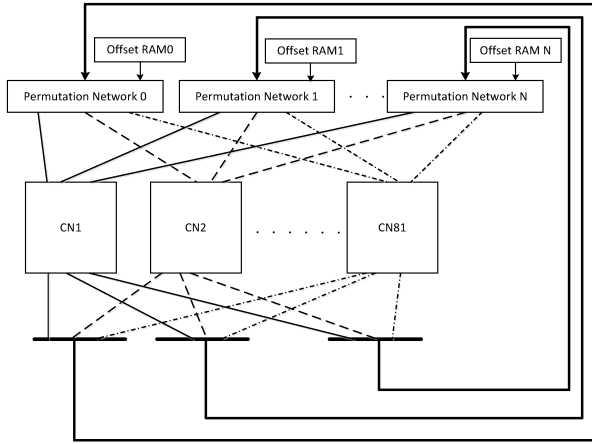 Offset RAM0
Offset RAM1
Offset RAM N
Permutation Network 0
Permutation Network 1
. . .
Permutation Network N
CN1
CN2
. . . . . .
CN81